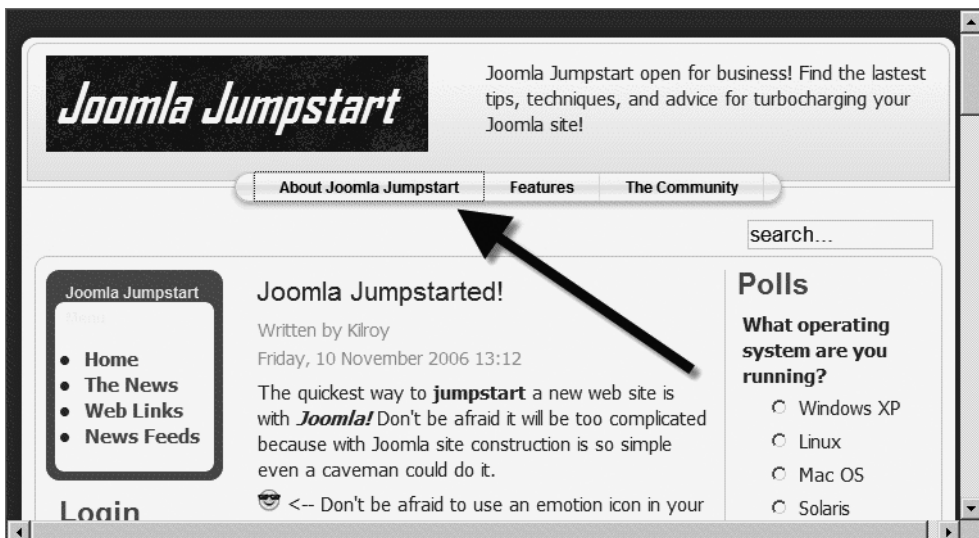 Joomla Jumpstart
Joomla Jumpstart open for business! Find the lastest
tips, techniques, and advice for turbocharging your
Joomla site!
About Joomla Jumpstart
Features
The Community
search...
Joomla Jumpstart
Menu
Home
The News
Web Links
News Feeds
Login
Joomla Jumpstarted!
Written by Kilroy
Friday, 10 November 2006 13:12
The quickest way to jumpstart a new web site is
with Joomla! Don't be afraid it will be too complicated
because with Joomla site construction is so simple
even a caveman could do it.
<-- Don't be afraid to use an emotion icon in your
Polls
What operating
system are you
running?
Windows XP
Linux
Mac OS
Solaris